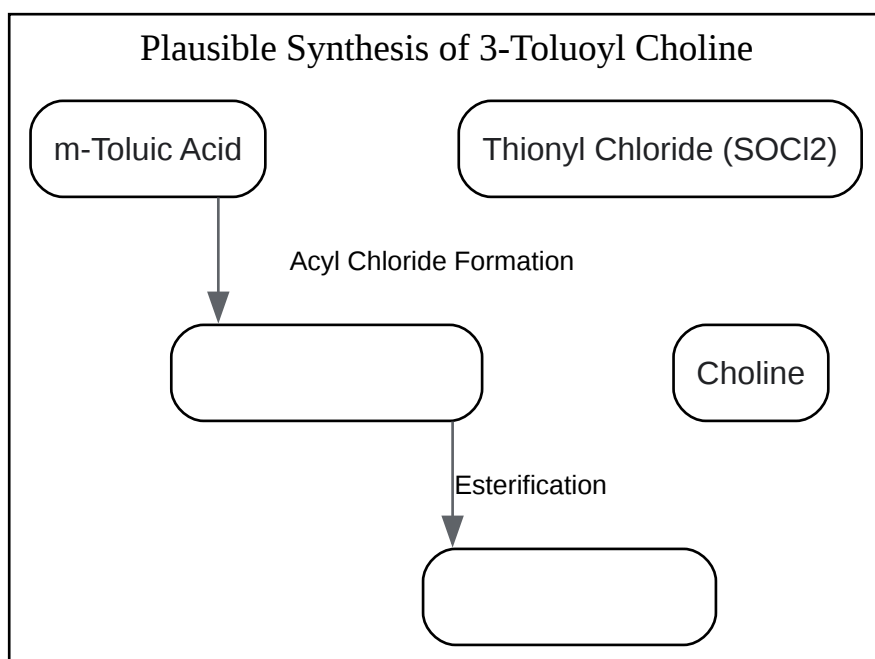 Plausible Synthesis of 3-Toluoyl Choline
m-Toluic Acid
Thionyl Chloride (SOCl2)
Acyl Chloride Formation
Choline
Esterification